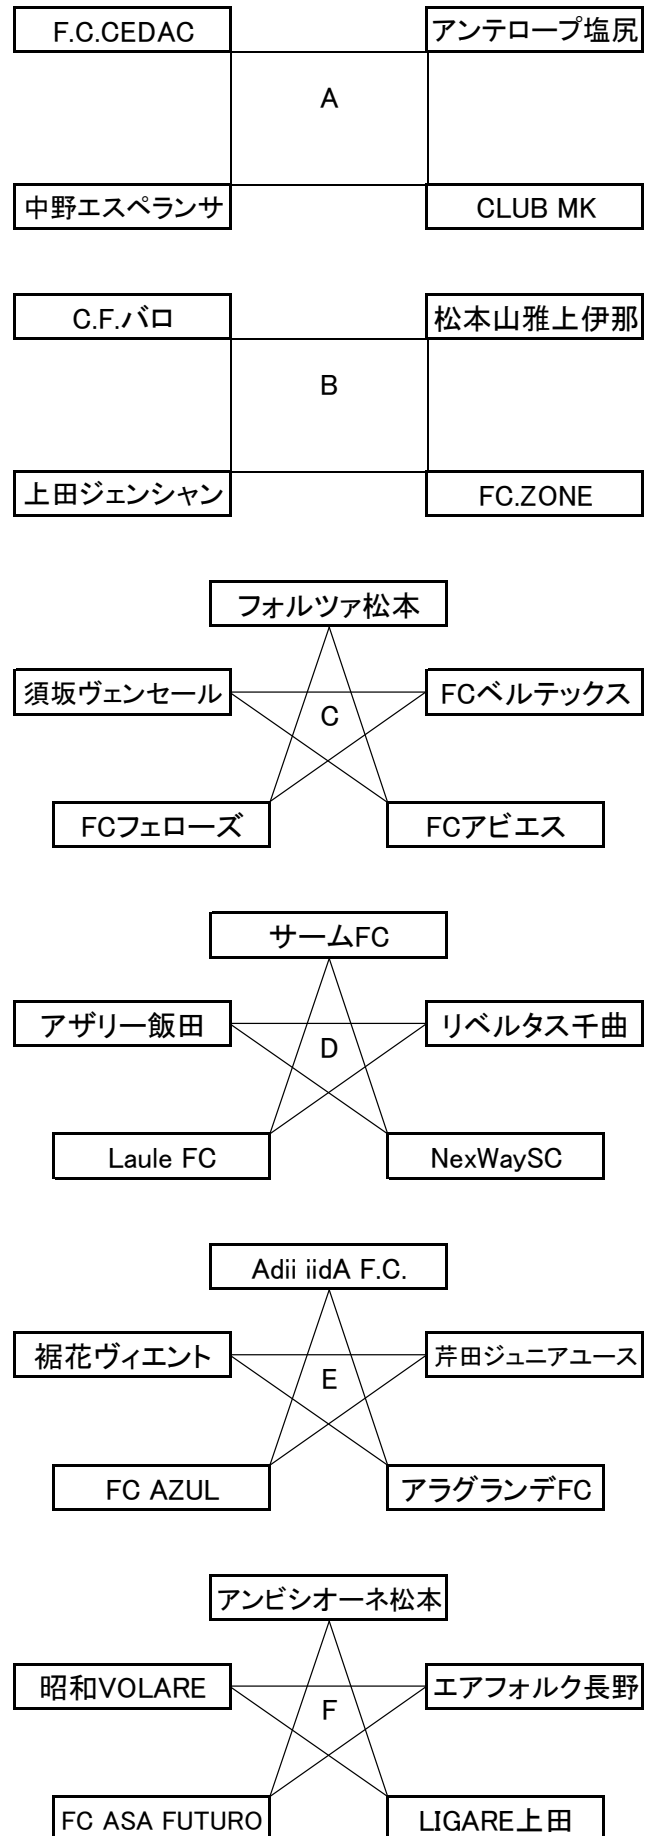 F.C.CEDAC
アンテロープ塩尻
A
中野エスペランサ
CLUB MK
C.F.バロ
松本山雅上伊那
B
上田ジェンシャン
FC.ZONE
フォルツァ松本
須坂ヴェンセール
FCベルテックス
C
FCフェローズ
FCアビエス
サームFC
アザリー飯田
リベルタス千曲
D
Laule FC
NexWaySC
Adii iidA F.C.
裾花ヴィエント
芹田ジュニアユース
E
FC AZUL
アラグランデFC
アンビシオーネ松本
昭和VOLARE
エアフォルク長野
F
FC ASA FUTURO
LIGARE上田